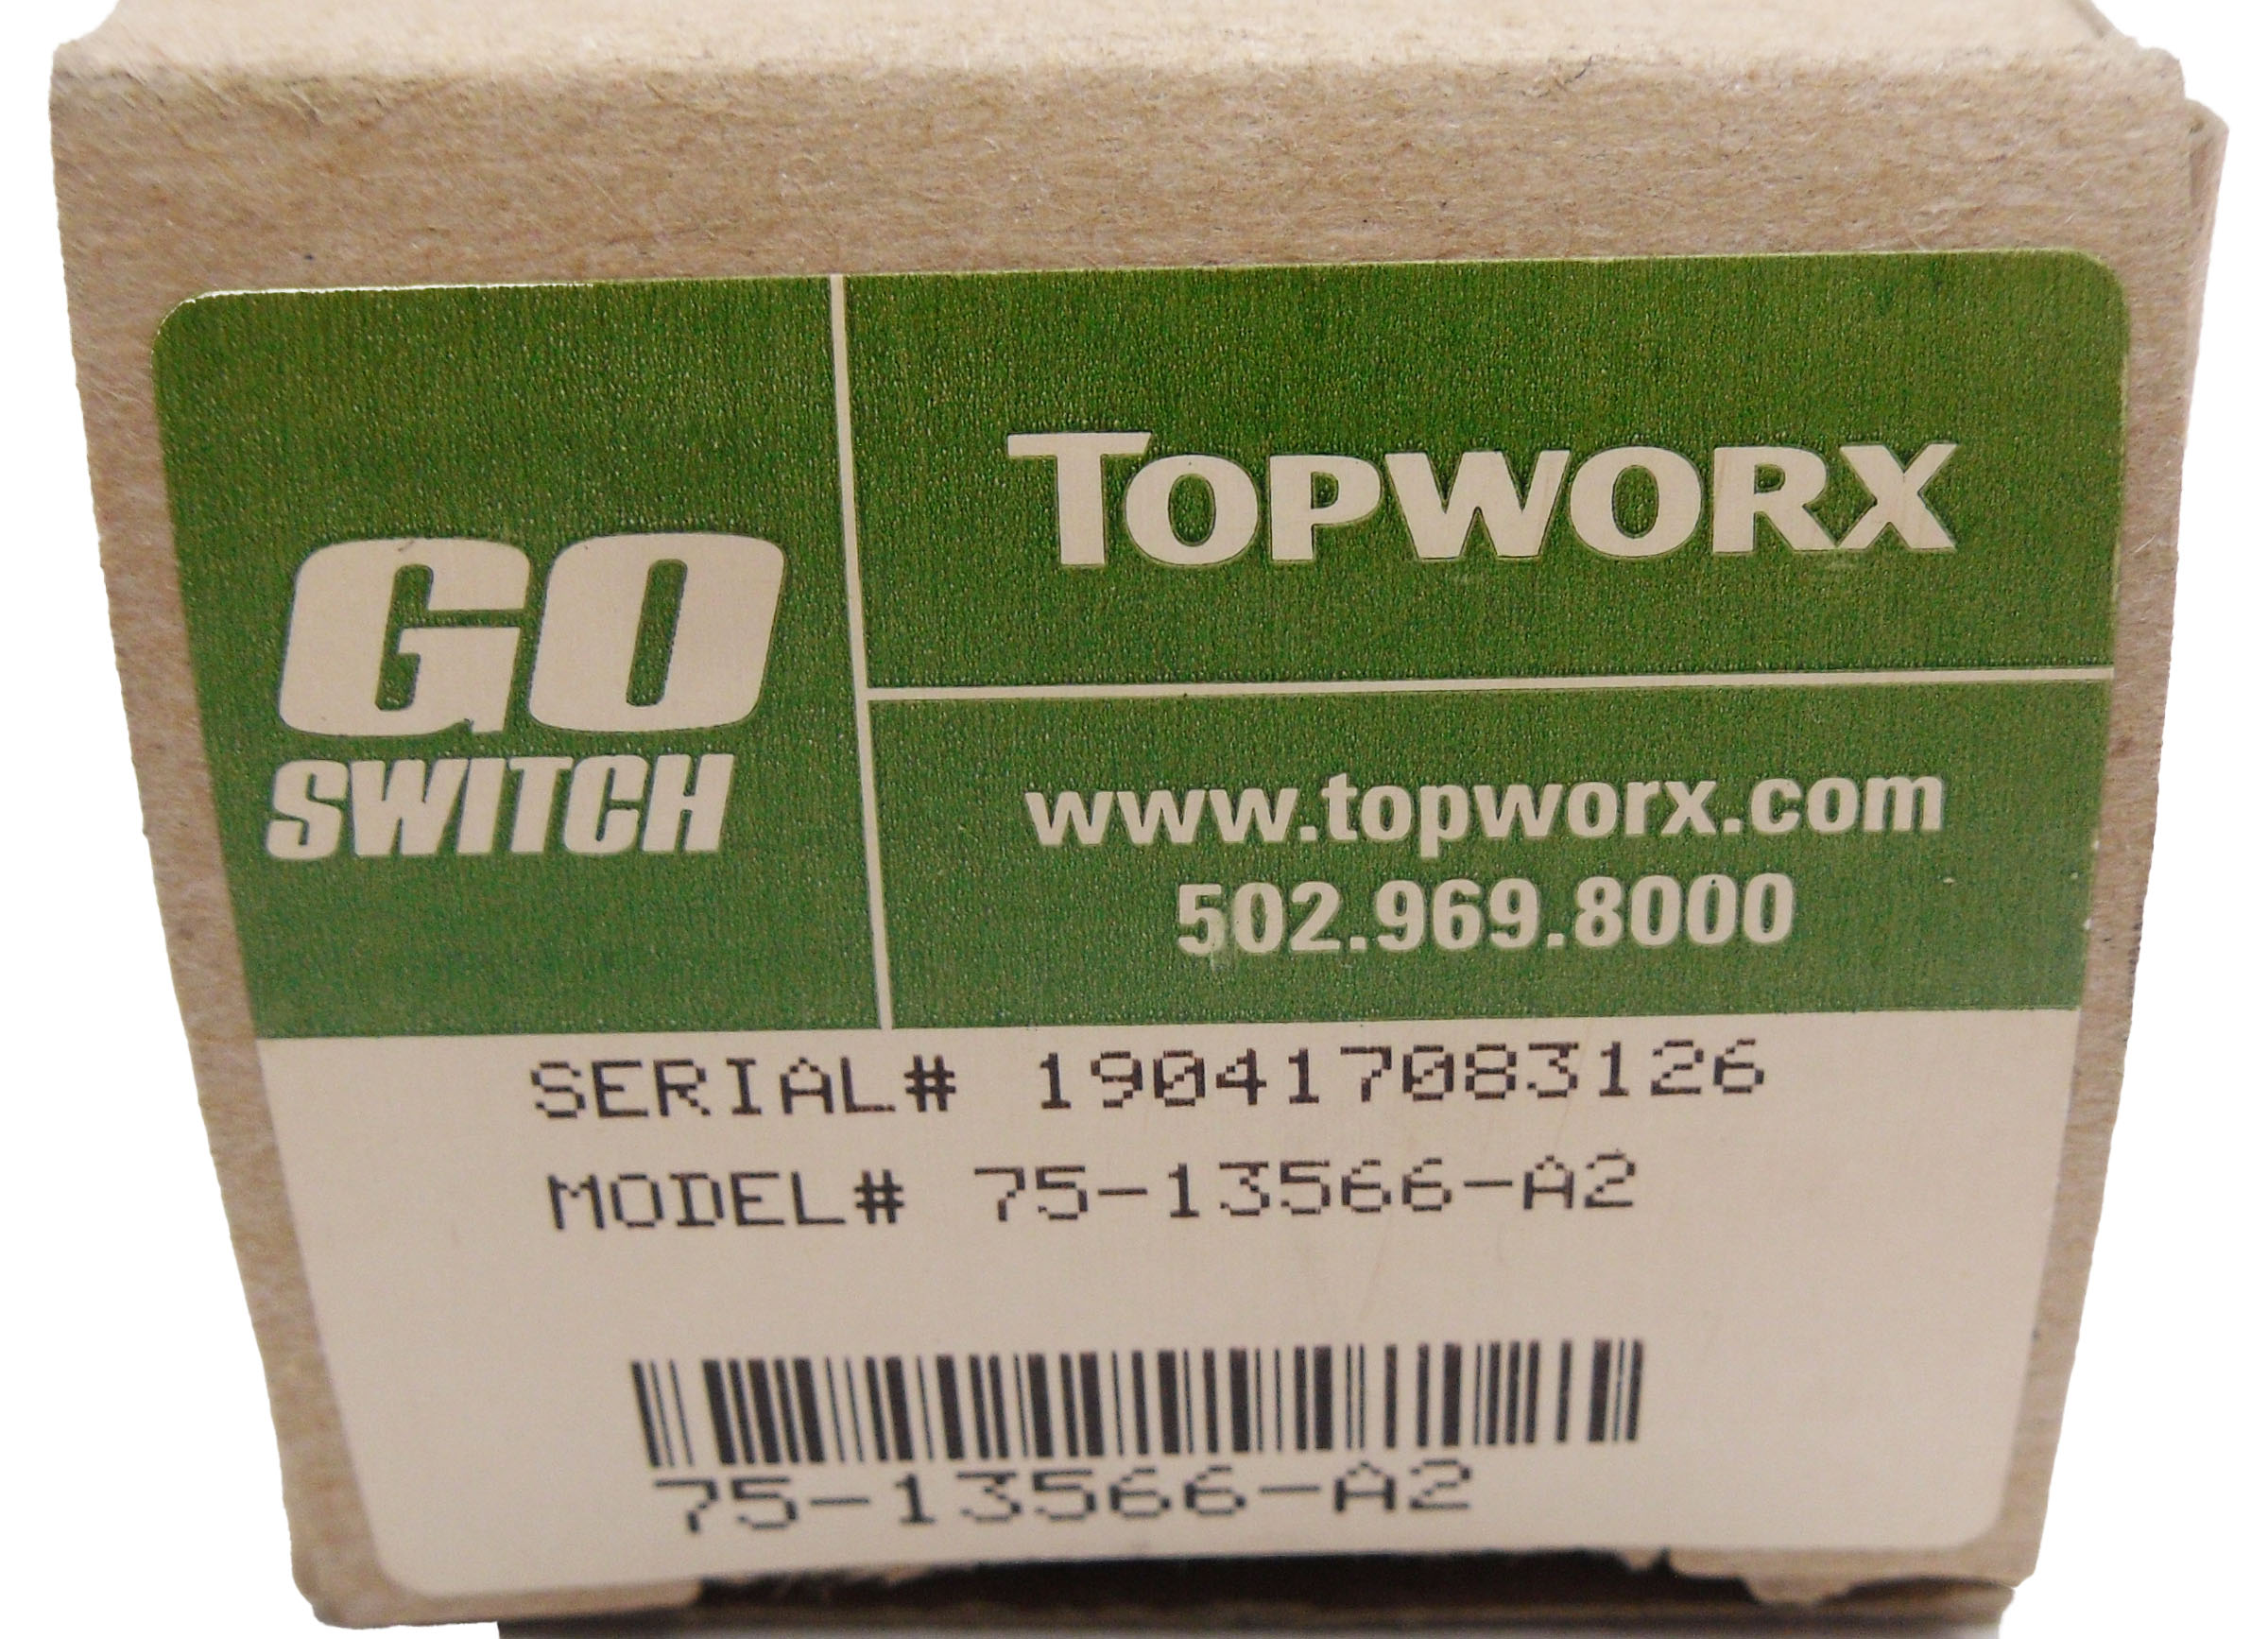 GO
SWITCH
TOPWORX
www.topworx.com
502.969.8000
SERIAL# 190417083126
MODEL# 75-13566-A2
75-13566-A2